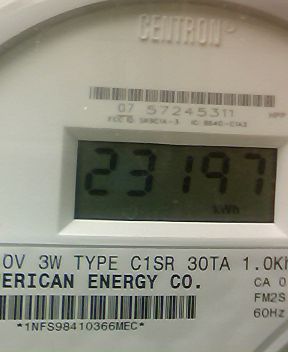 CENTRON
07 57245311
23197
kWh
0V 3W TYPE C1SR 30TA 1.0Kh
ERICAN ENERGY CO.
CA 0
FM2S
60Hz
*1NFS98410366MEC*